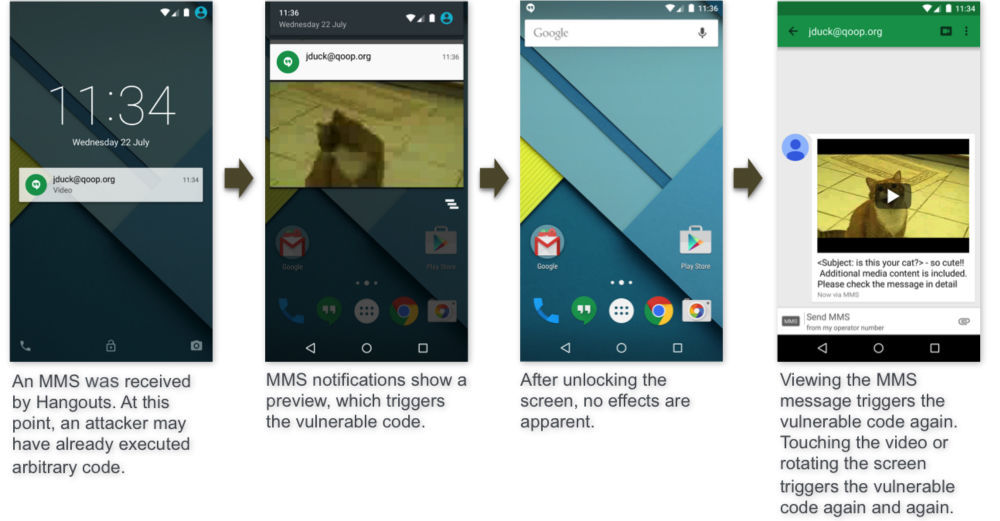 11:34
Wednesday 22 July
jduck@qoop.org 11:34
Video
An MMS was received
by Hangouts. At this
point, an attacker may
have already executed
arbitrary code.
11:36
Wednesday 22 July
jduck@qoop.org 11:36
Google Play Store
MMS notifications show a
preview, which triggers
the vulnerable code.
11:36
Google
Google Play Store
After unlocking the
screen, no effects are
apparent.
11:34
jduck@qoop.org
<Subject: is this your cat?> - so cute!!
Additional media content is included.
Please check the message in detail
Now via MMS
MMS Send MMS
from my operator number
Viewing the MMS
message triggers the
vulnerable code again.
Touching the video or
rotating the screen
triggers the vulnerable
code again and again.